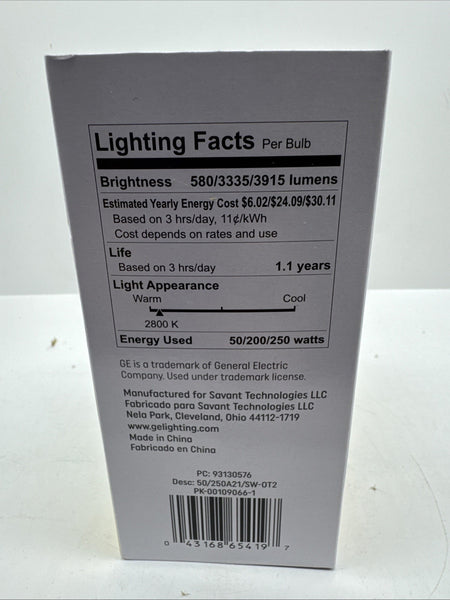 Lighting Facts Per Bulb
Brightness 580/3335/3915 lumens
Estimated Yearly Energy Cost $6.02/$24.09/$30.11
Based on 3 hrs/day, 11¢/kWh
Cost depends on rates and use
Life
Based on 3 hrs/day 1.1 years
Light Appearance
Warm Cool
2800 K
Energy Used 50/200/250 watts
GE is a trademark of General Electric
Company. Used under trademark license.
Manufactured for Savant Technologies LLC
Fabricado para Savant Technologies LLC
Nela Park, Cleveland, Ohio 44112-1719
www.gelighting.com
Made in China
Fabricado en China
PC: 93130576
Desc: 50/250A21/SW-0T2
PK-00109066-1
0 43168 65419 7